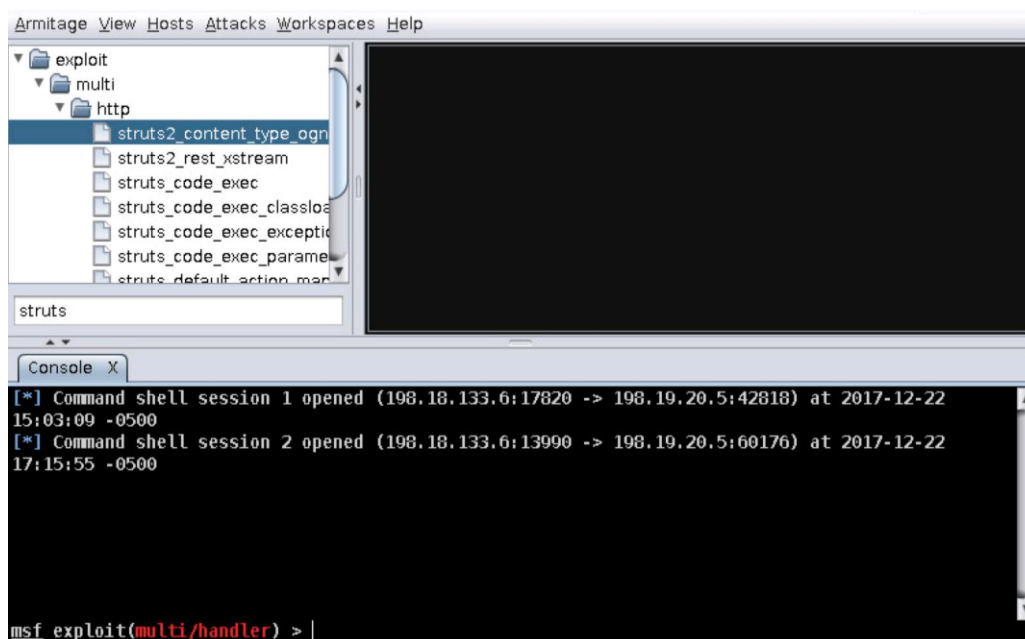 Armitage View Hosts Attacks Workspaces Help
exploit
multi
http
struts2_content_type_ogn
struts2_rest_xstream
struts_code_exec
struts_code_exec_classloa
struts_code_exec_exceptio
struts_code_exec_parame
struts_default_action_map
struts
Console X
[*] Command shell session 1 opened (198.18.133.6:17820 -> 198.19.20.5:42818) at 2017-12-22
15:03:09 -0500
[*] Command shell session 2 opened (198.18.133.6:13990 -> 198.19.20.5:60176) at 2017-12-22
17:15:55 -0500
msf exploit(multi/handler) >